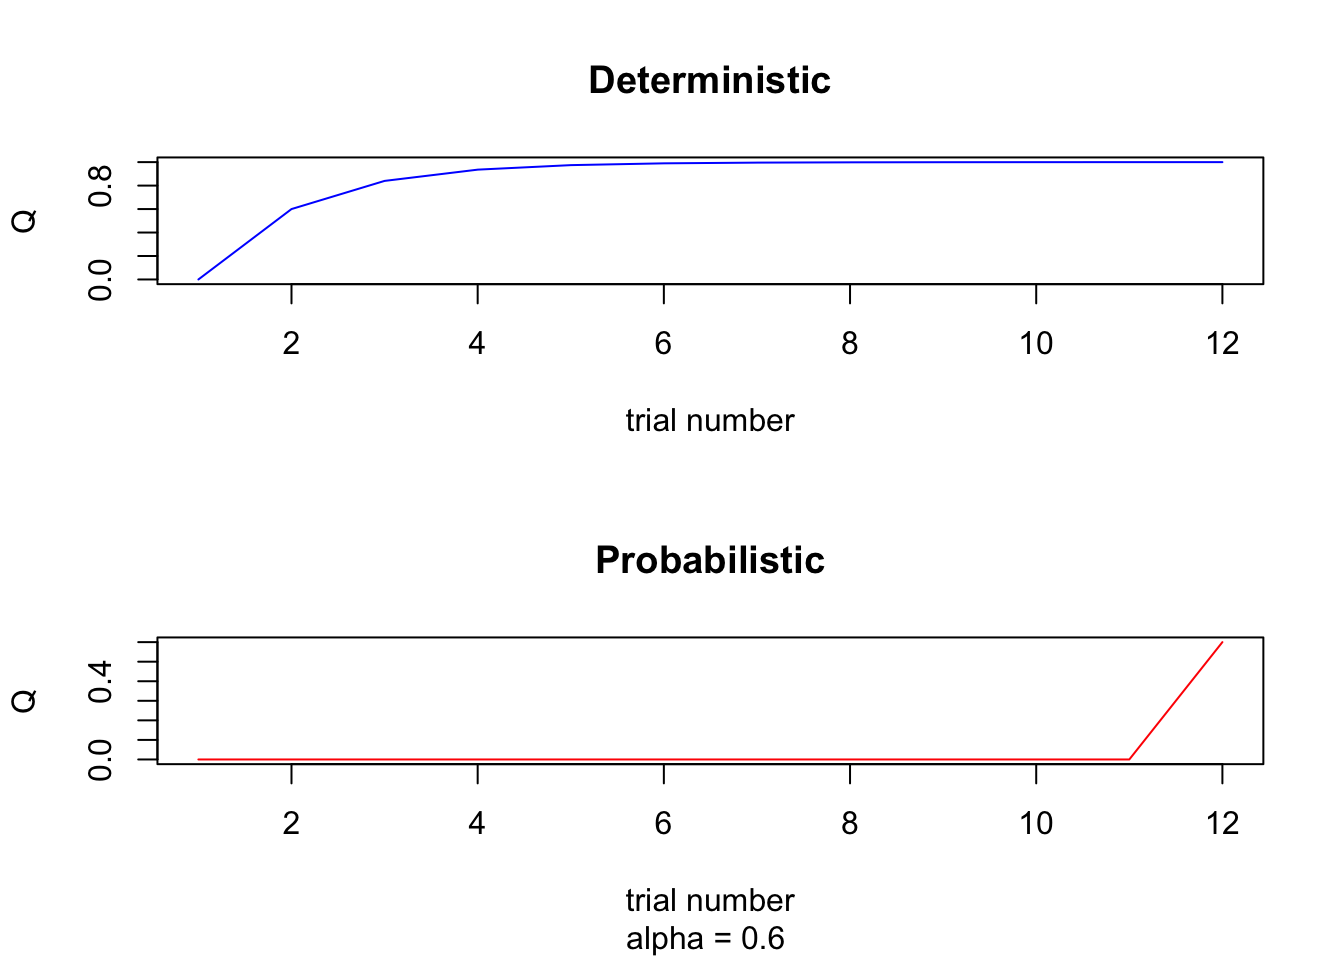 Deterministic
Q
0.8
0.0
2 4 6 8 10 12
trial number
Probabilistic
Q
0.4
0.0
2 4 6 8 10 12
trial number
alpha = 0.6